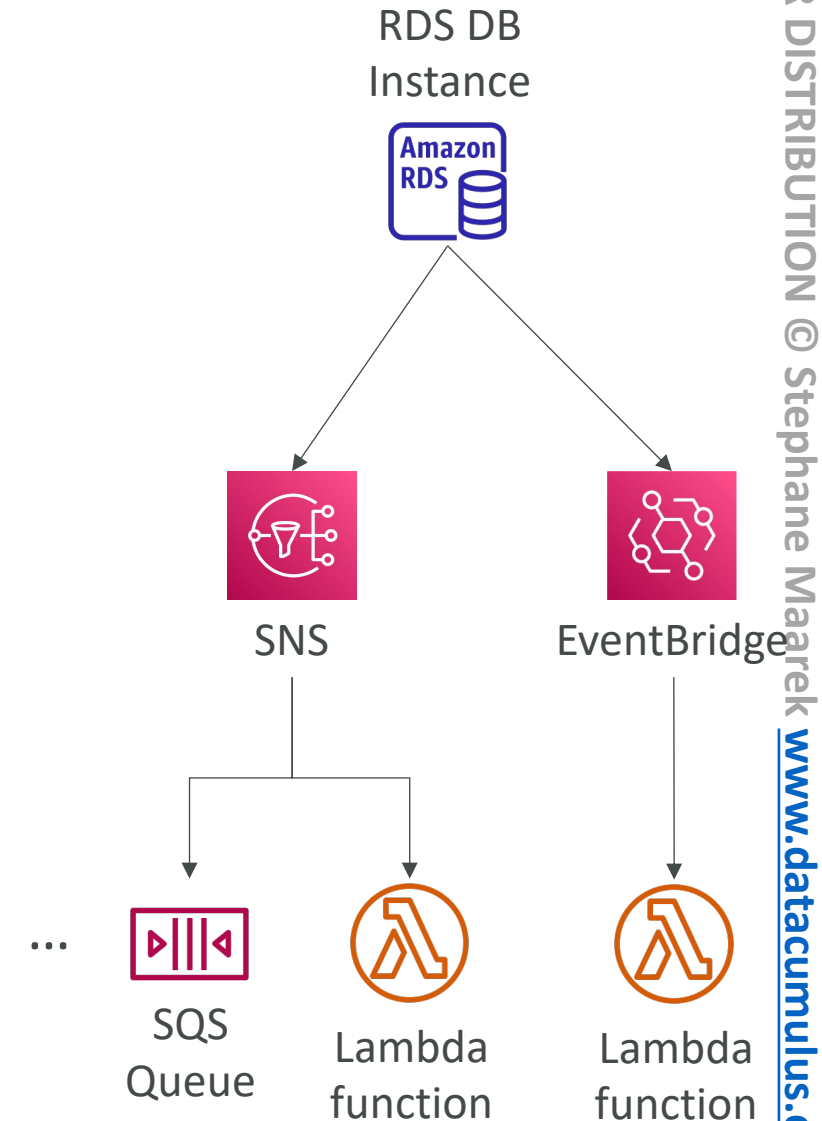 RDS DB
Instance
Amazon
RDS
SNS
EventBridge
...
SQS
Queue
Lambda
function
Lambda
function
DISTRIBUTION © Stephane Maarek www.datacumulus.c